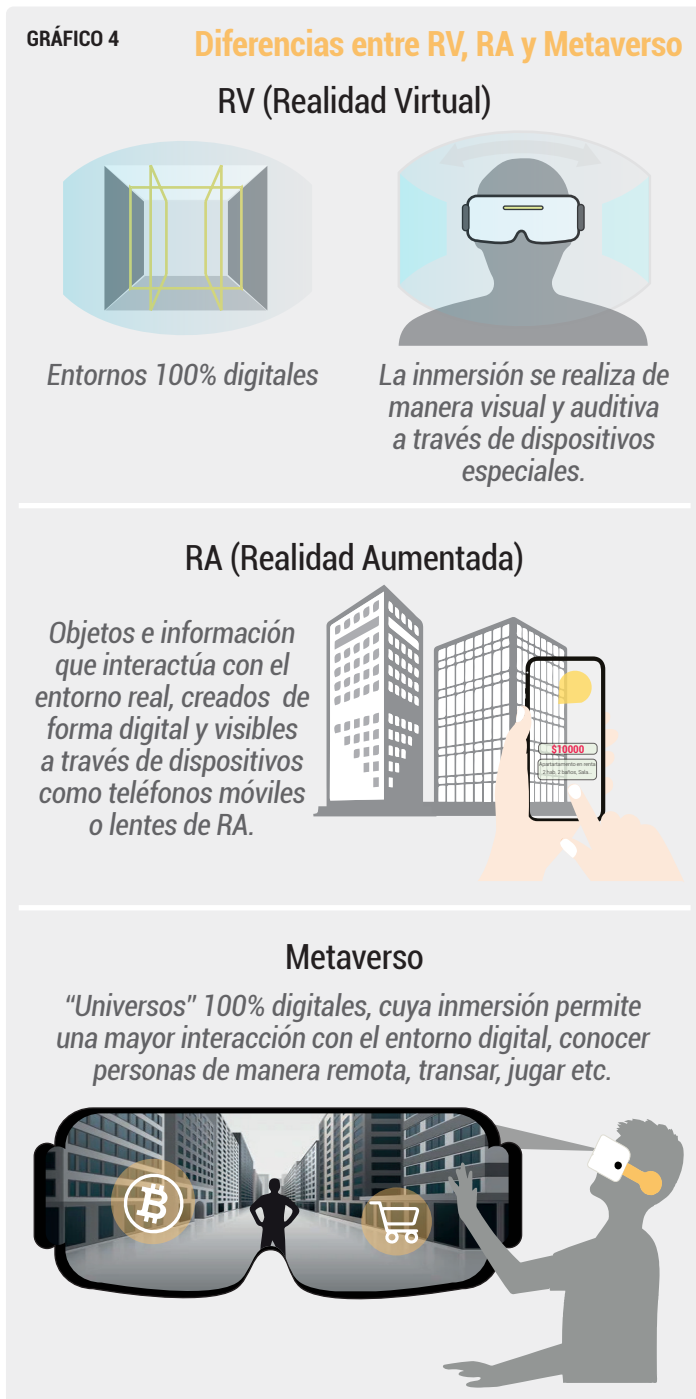 GRÁFICO 4
Diferencias entre RV, RA y Metaverso
RV (Realidad Virtual)
Entornos 100% digitales
La inmersión se realiza de
manera visual y auditiva
a través de dispositivos
especiales.
RA (Realidad Aumentada)
Objetos e información
que interactúa con el
entorno real, creados de
forma digital y visibles
a través de dispositivos
como teléfonos móviles
o lentes de RA.
$10000
Apartartamento en renta
2 hab, 2 baños, Sala...
Metaverso
“Universos” 100% digitales, cuya inmersión permite
una mayor interacción con el entorno digital, conocer
personas de manera remota, transar, jugar etc.